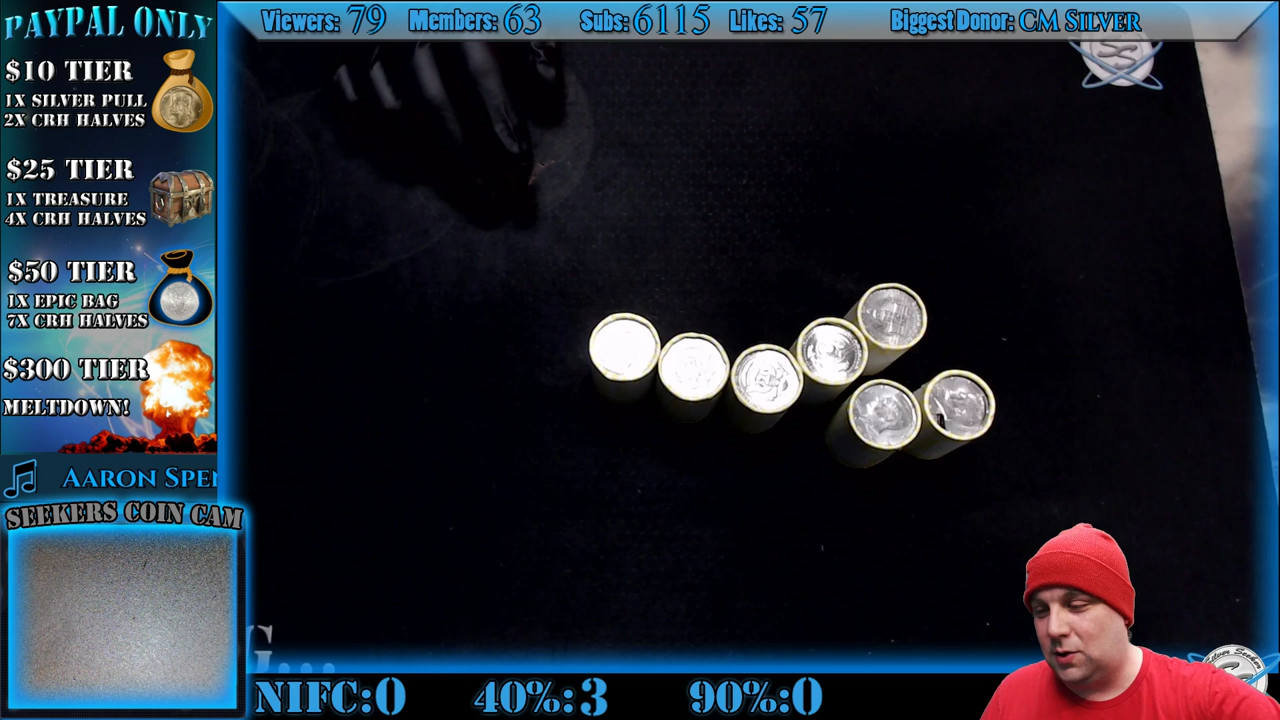 Viewers: 79 Members: 63 Subs: 6115 Likes: 57 Biggest Donor: CM Silver
PAYPAL ONLY
$10 TIER
1X SILVER PULL
2X CRH HALVES
$25 TIER
1X TREASURE
4X CRH HALVES
$50 TIER
1X EPIC BAG
7X CRH HALVES
$300 TIER
MELTDOWN!
AARON SPE
SEEKERS COIN CAM
G...
Silver Seeker
NIFC:0 40%:3 90%:0